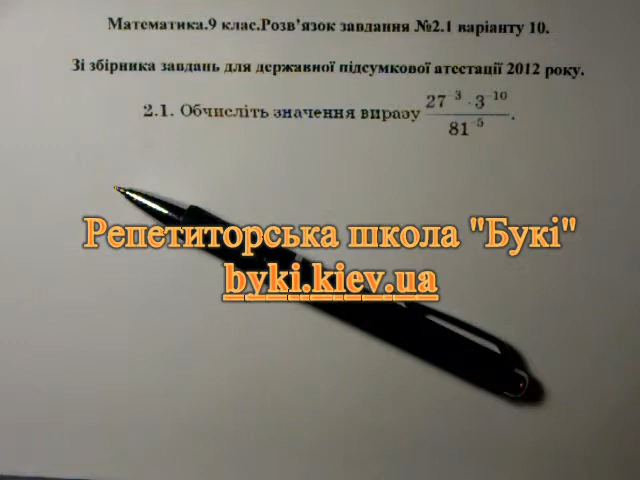 Математика.9 клас.Розв'язок завдання №2.1 варіанту 10.
Зі збірника завдань для державної підсумкової атестації 2012 року.
2.1. Обчисліть значення виразу 27⁻³ · 3⁻¹⁰ / 81⁻⁵.
Репетиторська школа "Букі"
byki.kiev.ua